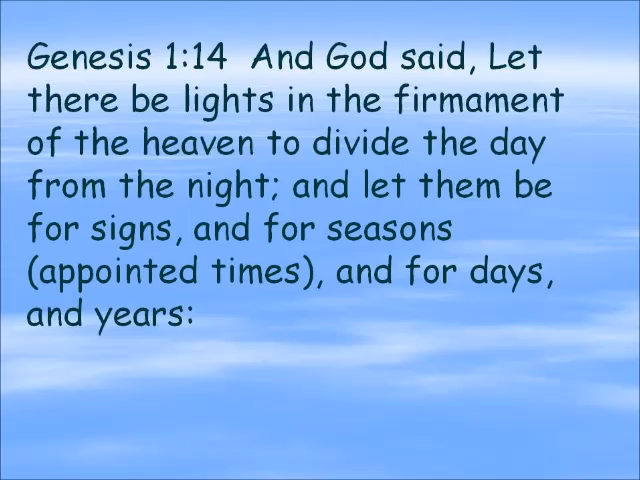 Genesis 1:14  And God said, Let
there be lights in the firmament
of the heaven to divide the day
from the night; and let them be
for signs, and for seasons
(appointed times), and for days,
and years: